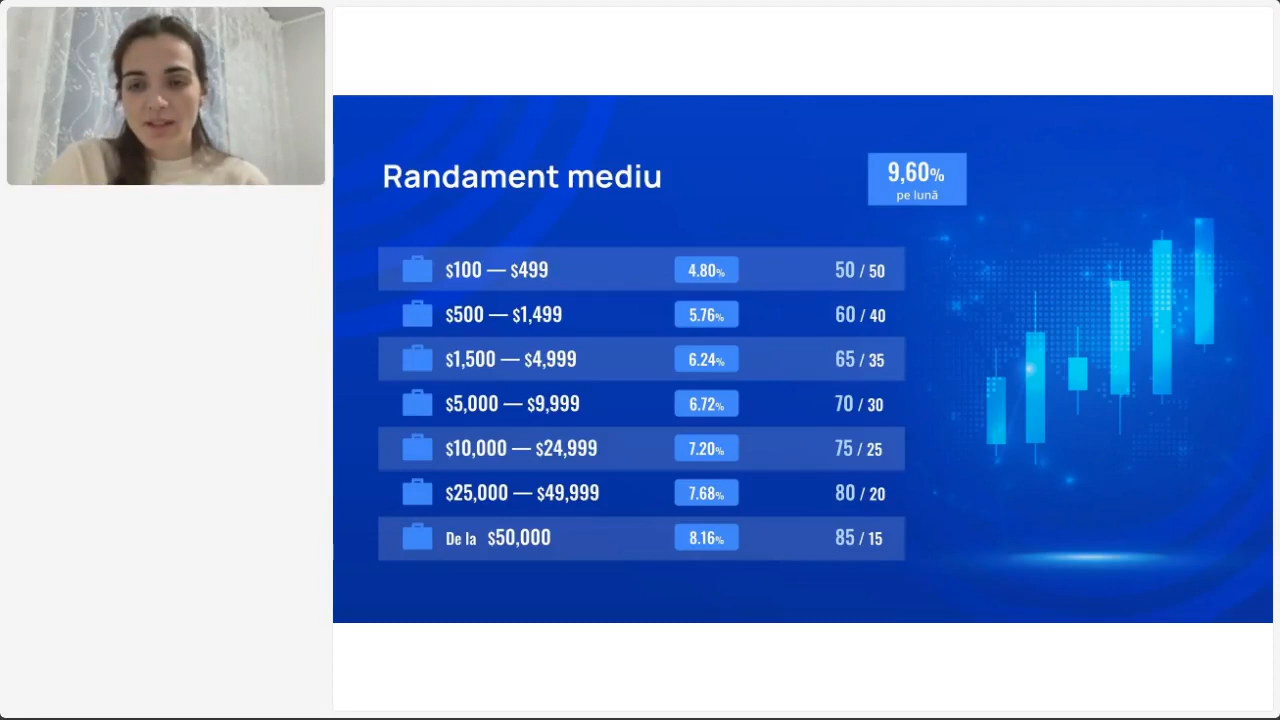 Randament mediu
9,60%
pe lună
$100 — $499 4.80% 50 / 50
$500 — $1,499 5.76% 60 / 40
$1,500 — $4,999 6.24% 65 / 35
$5,000 — $9,999 6.72% 70 / 30
$10,000 — $24,999 7.20% 75 / 25
$25,000 — $49,999 7.68% 80 / 20
De la $50,000 8.16% 85 / 15